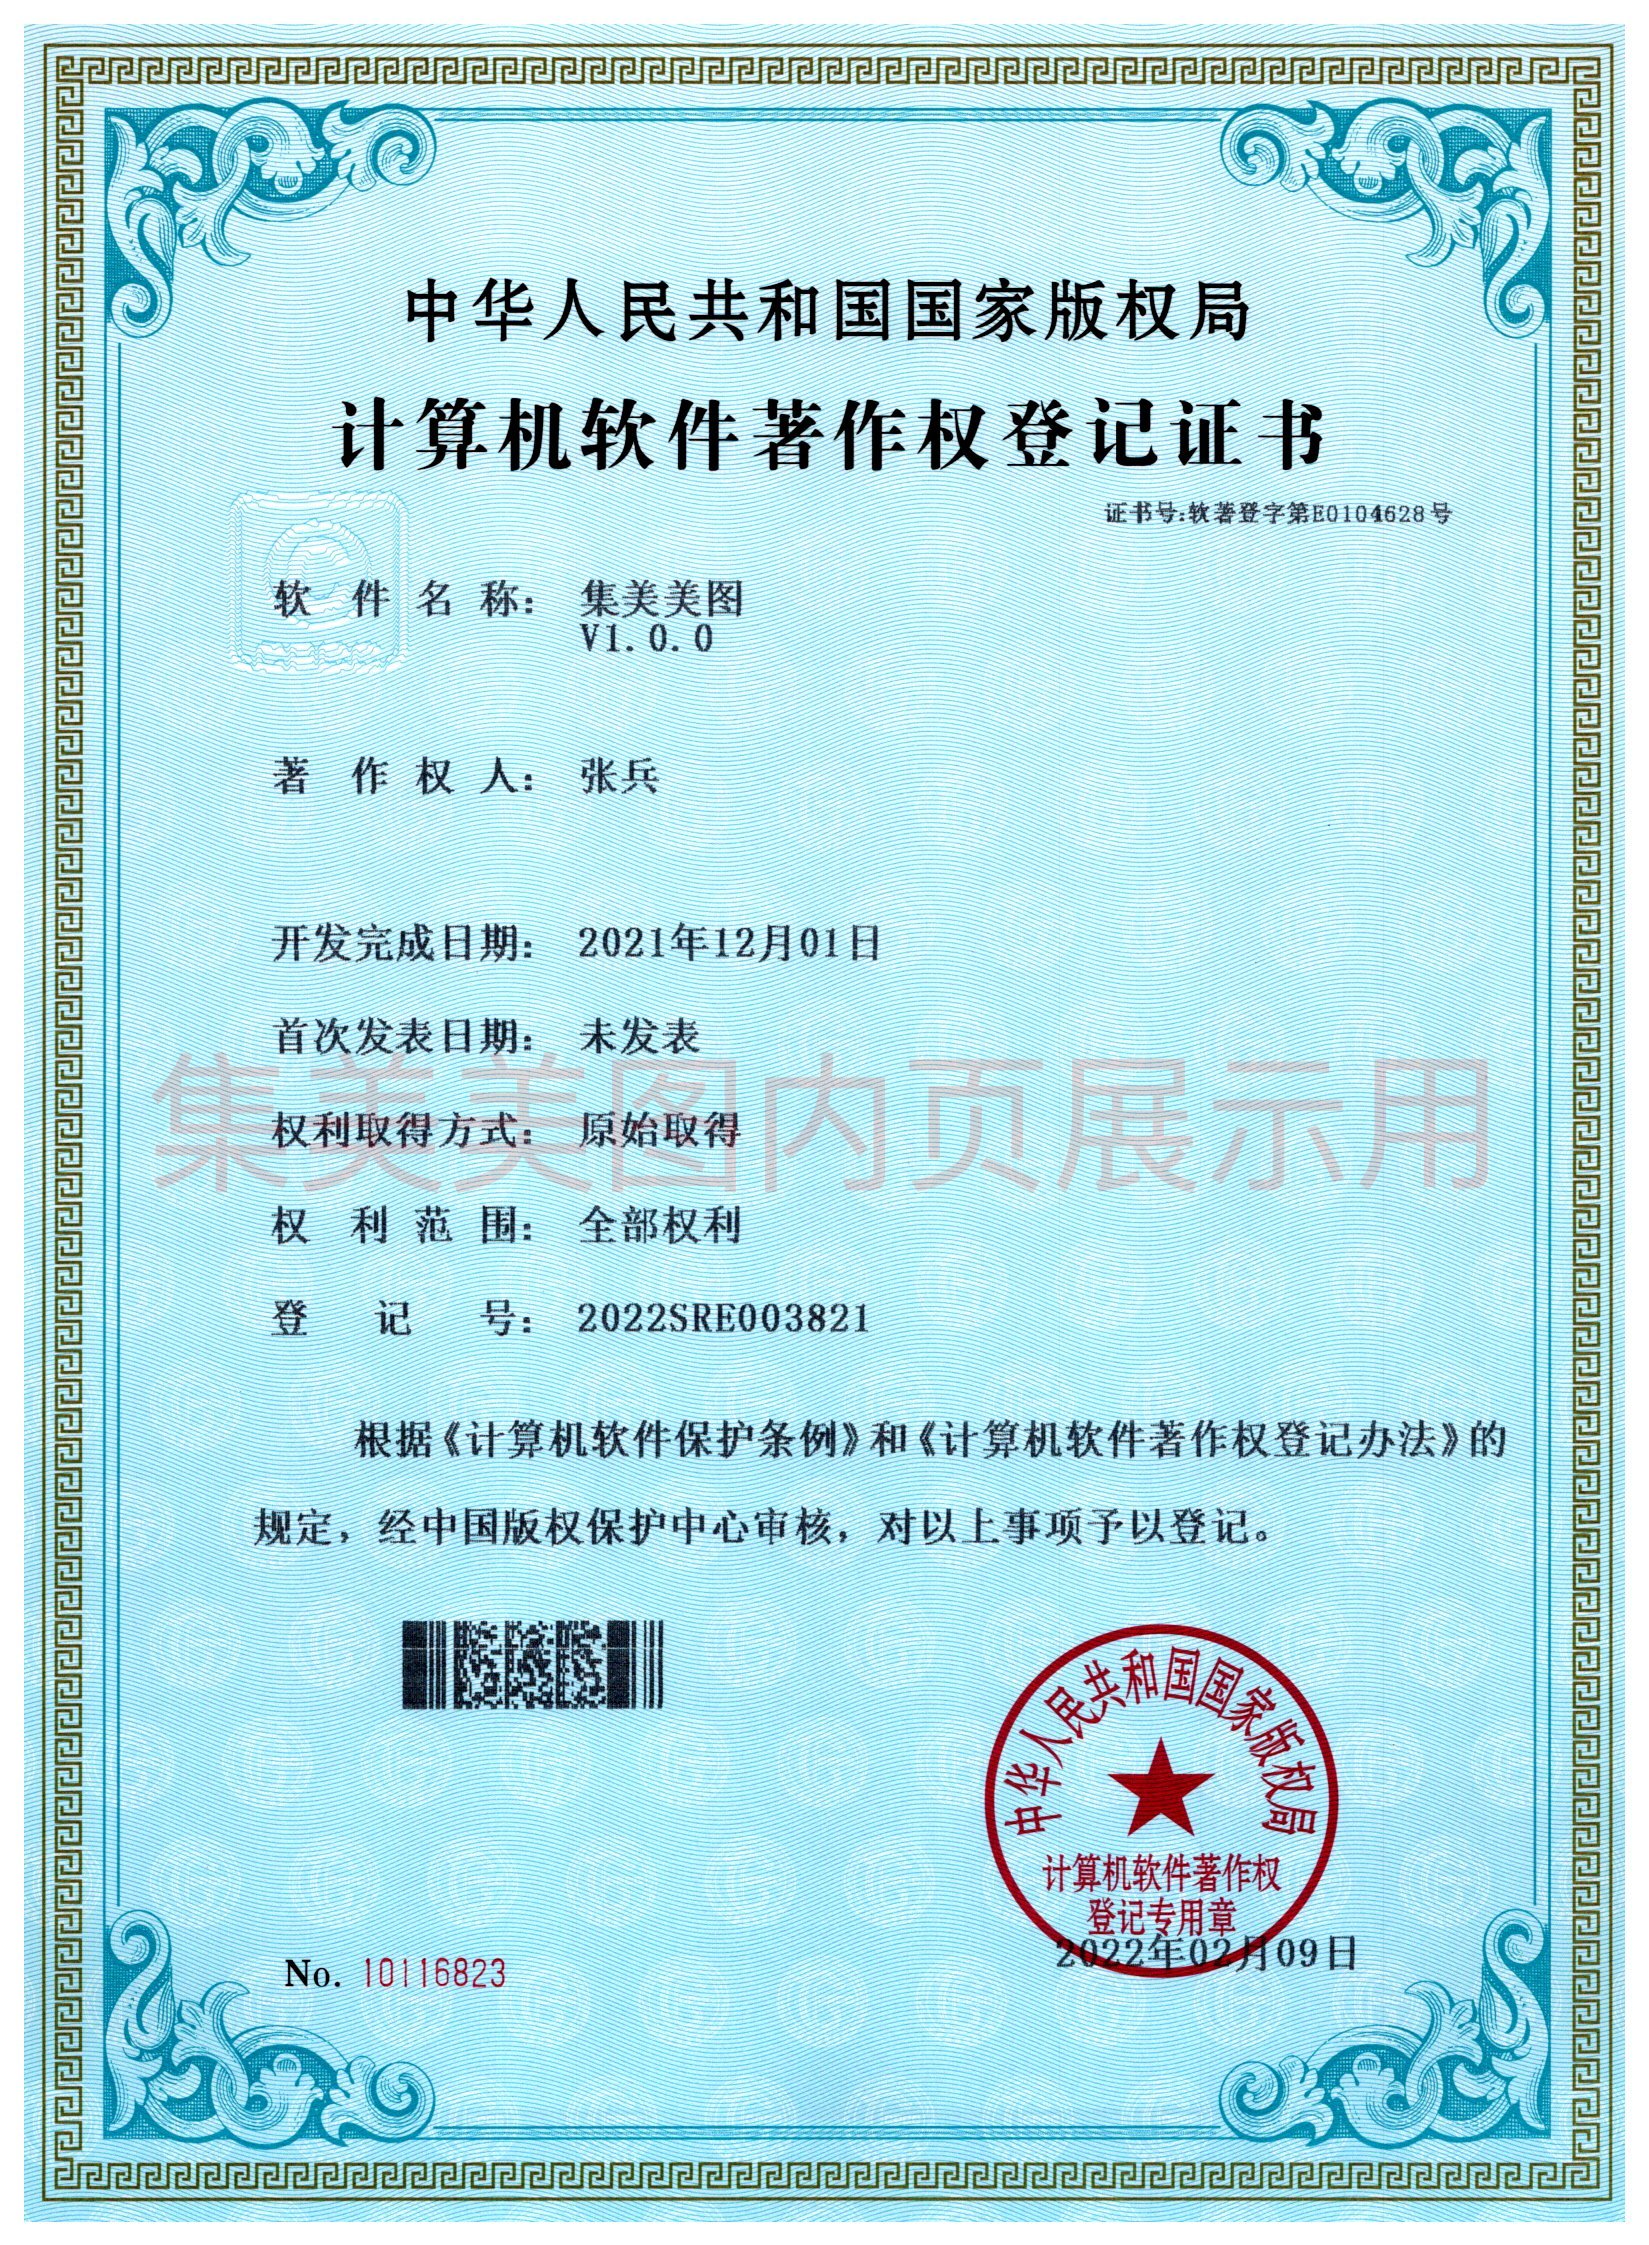 中华人民共和国国家版权局
计算机软件著作权登记证书
证书号:软著登字第E0104628号
软件名称: 集美美图
V1.0.0
著作权人: 张兵
开发完成日期: 2021年12月01日
首次发表日期: 未发表
集美美图内页展示用
权利取得方式: 原始取得
权利范围: 全部权利
登记号: 2022SRE003821
根据《计算机软件保护条例》和《计算机软件著作权登记办法》的
规定，经中国版权保护中心审核，对以上事项予以登记。
中华人民共和国国家版权局
计算机软件著作权
登记专用章
2022年02月09日
No. 10116823